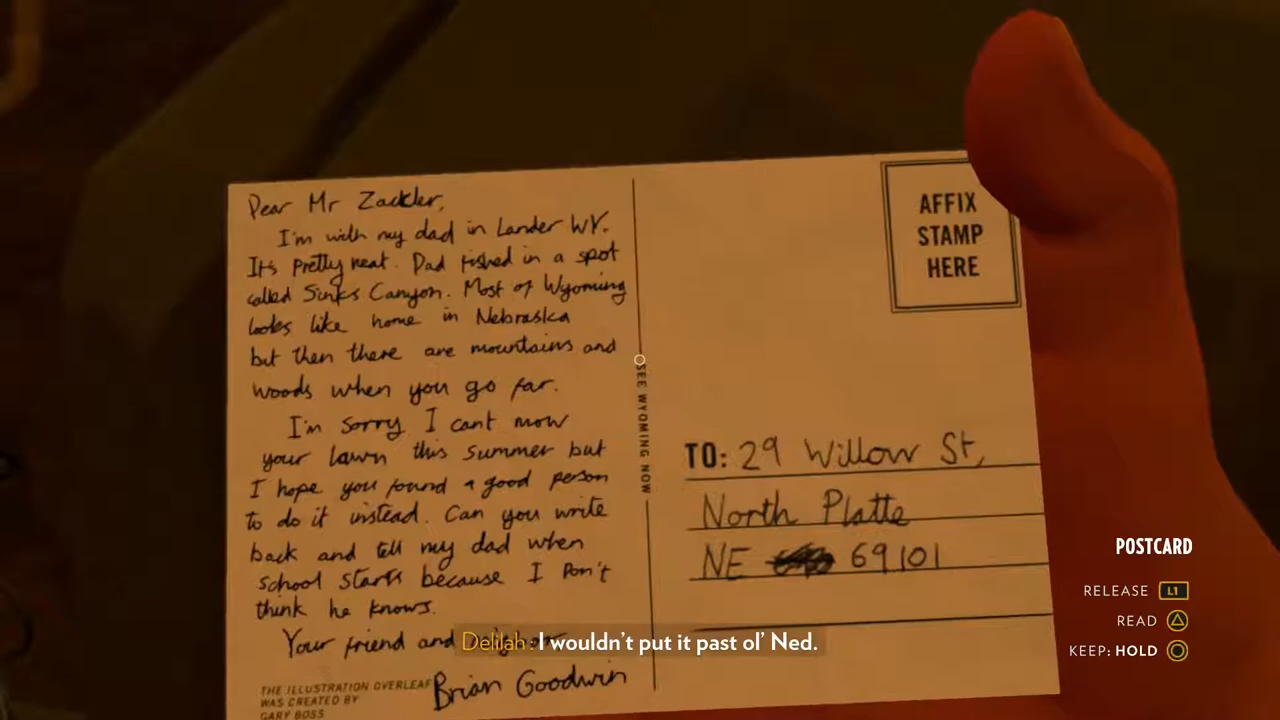 Dear Mr Zackler,
I'm with my dad in Lander WY.
It's pretty neat. Dad fished in a spot
called Sinks Canyon. Most of Wyoming
looks like home in Nebraska
but then there are mountains and
woods when you go far.
I'm sorry I cant mow
your lawn this summer but
I hope you found a good person
to do it instead. Can you write
back and tell my dad when
school starts because I Don't
think he knows.
Your friend and
Brian Goodwin
THE ILLUSTRATION OVERLEAF
WAS CREATED BY
GARY BOSS
SEE WYOMING NOW
AFFIX
STAMP
HERE
TO: 29 Willow St,
North Platte
NE 69101
POSTCARD
RELEASE L1
READ
KEEP: HOLD
Delilah: I wouldn't put it past ol' Ned.